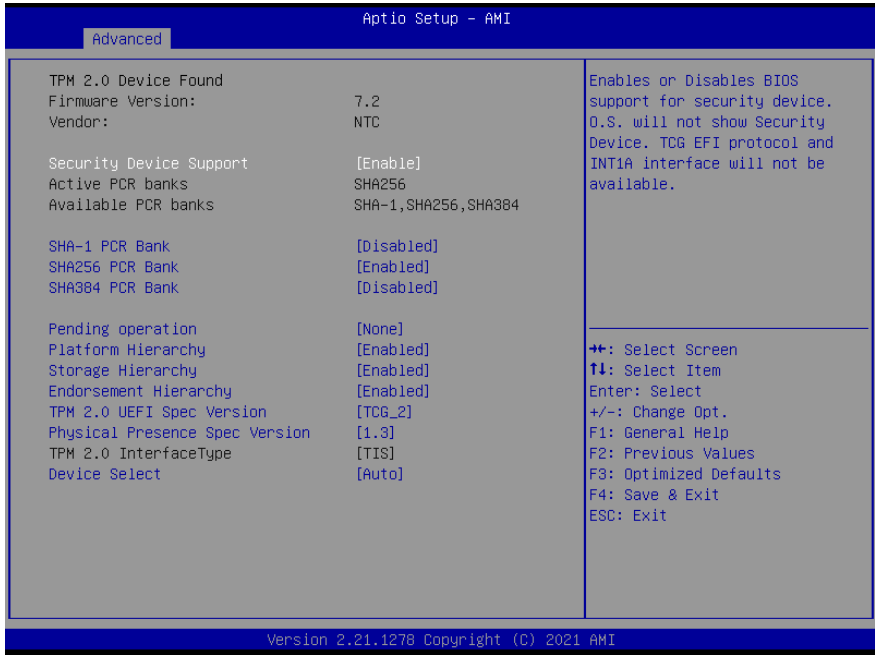 Aptio Setup – AMI
Advanced
TPM 2.0 Device Found
Firmware Version: 7.2
Vendor: NTC
Security Device Support [Enable]
Active PCR banks SHA256
Available PCR banks SHA-1,SHA256,SHA384
SHA-1 PCR Bank [Disabled]
SHA256 PCR Bank [Enabled]
SHA384 PCR Bank [Disabled]
Pending operation [None]
Platform Hierarchy [Enabled]
Storage Hierarchy [Enabled]
Endorsement Hierarchy [Enabled]
TPM 2.0 UEFI Spec Version [TCG_2]
Physical Presence Spec Version [1.3]
TPM 2.0 InterfaceType [TIS]
Device Select [Auto]
Enables or Disables BIOS
support for security device.
O.S. will not show Security
Device. TCG EFI protocol and
INT1A interface will not be
available.
→←: Select Screen
↑↓: Select Item
Enter: Select
+/-: Change Opt.
F1: General Help
F2: Previous Values
F3: Optimized Defaults
F4: Save & Exit
ESC: Exit
Version 2.21.1278 Copyright (C) 2021 AMI